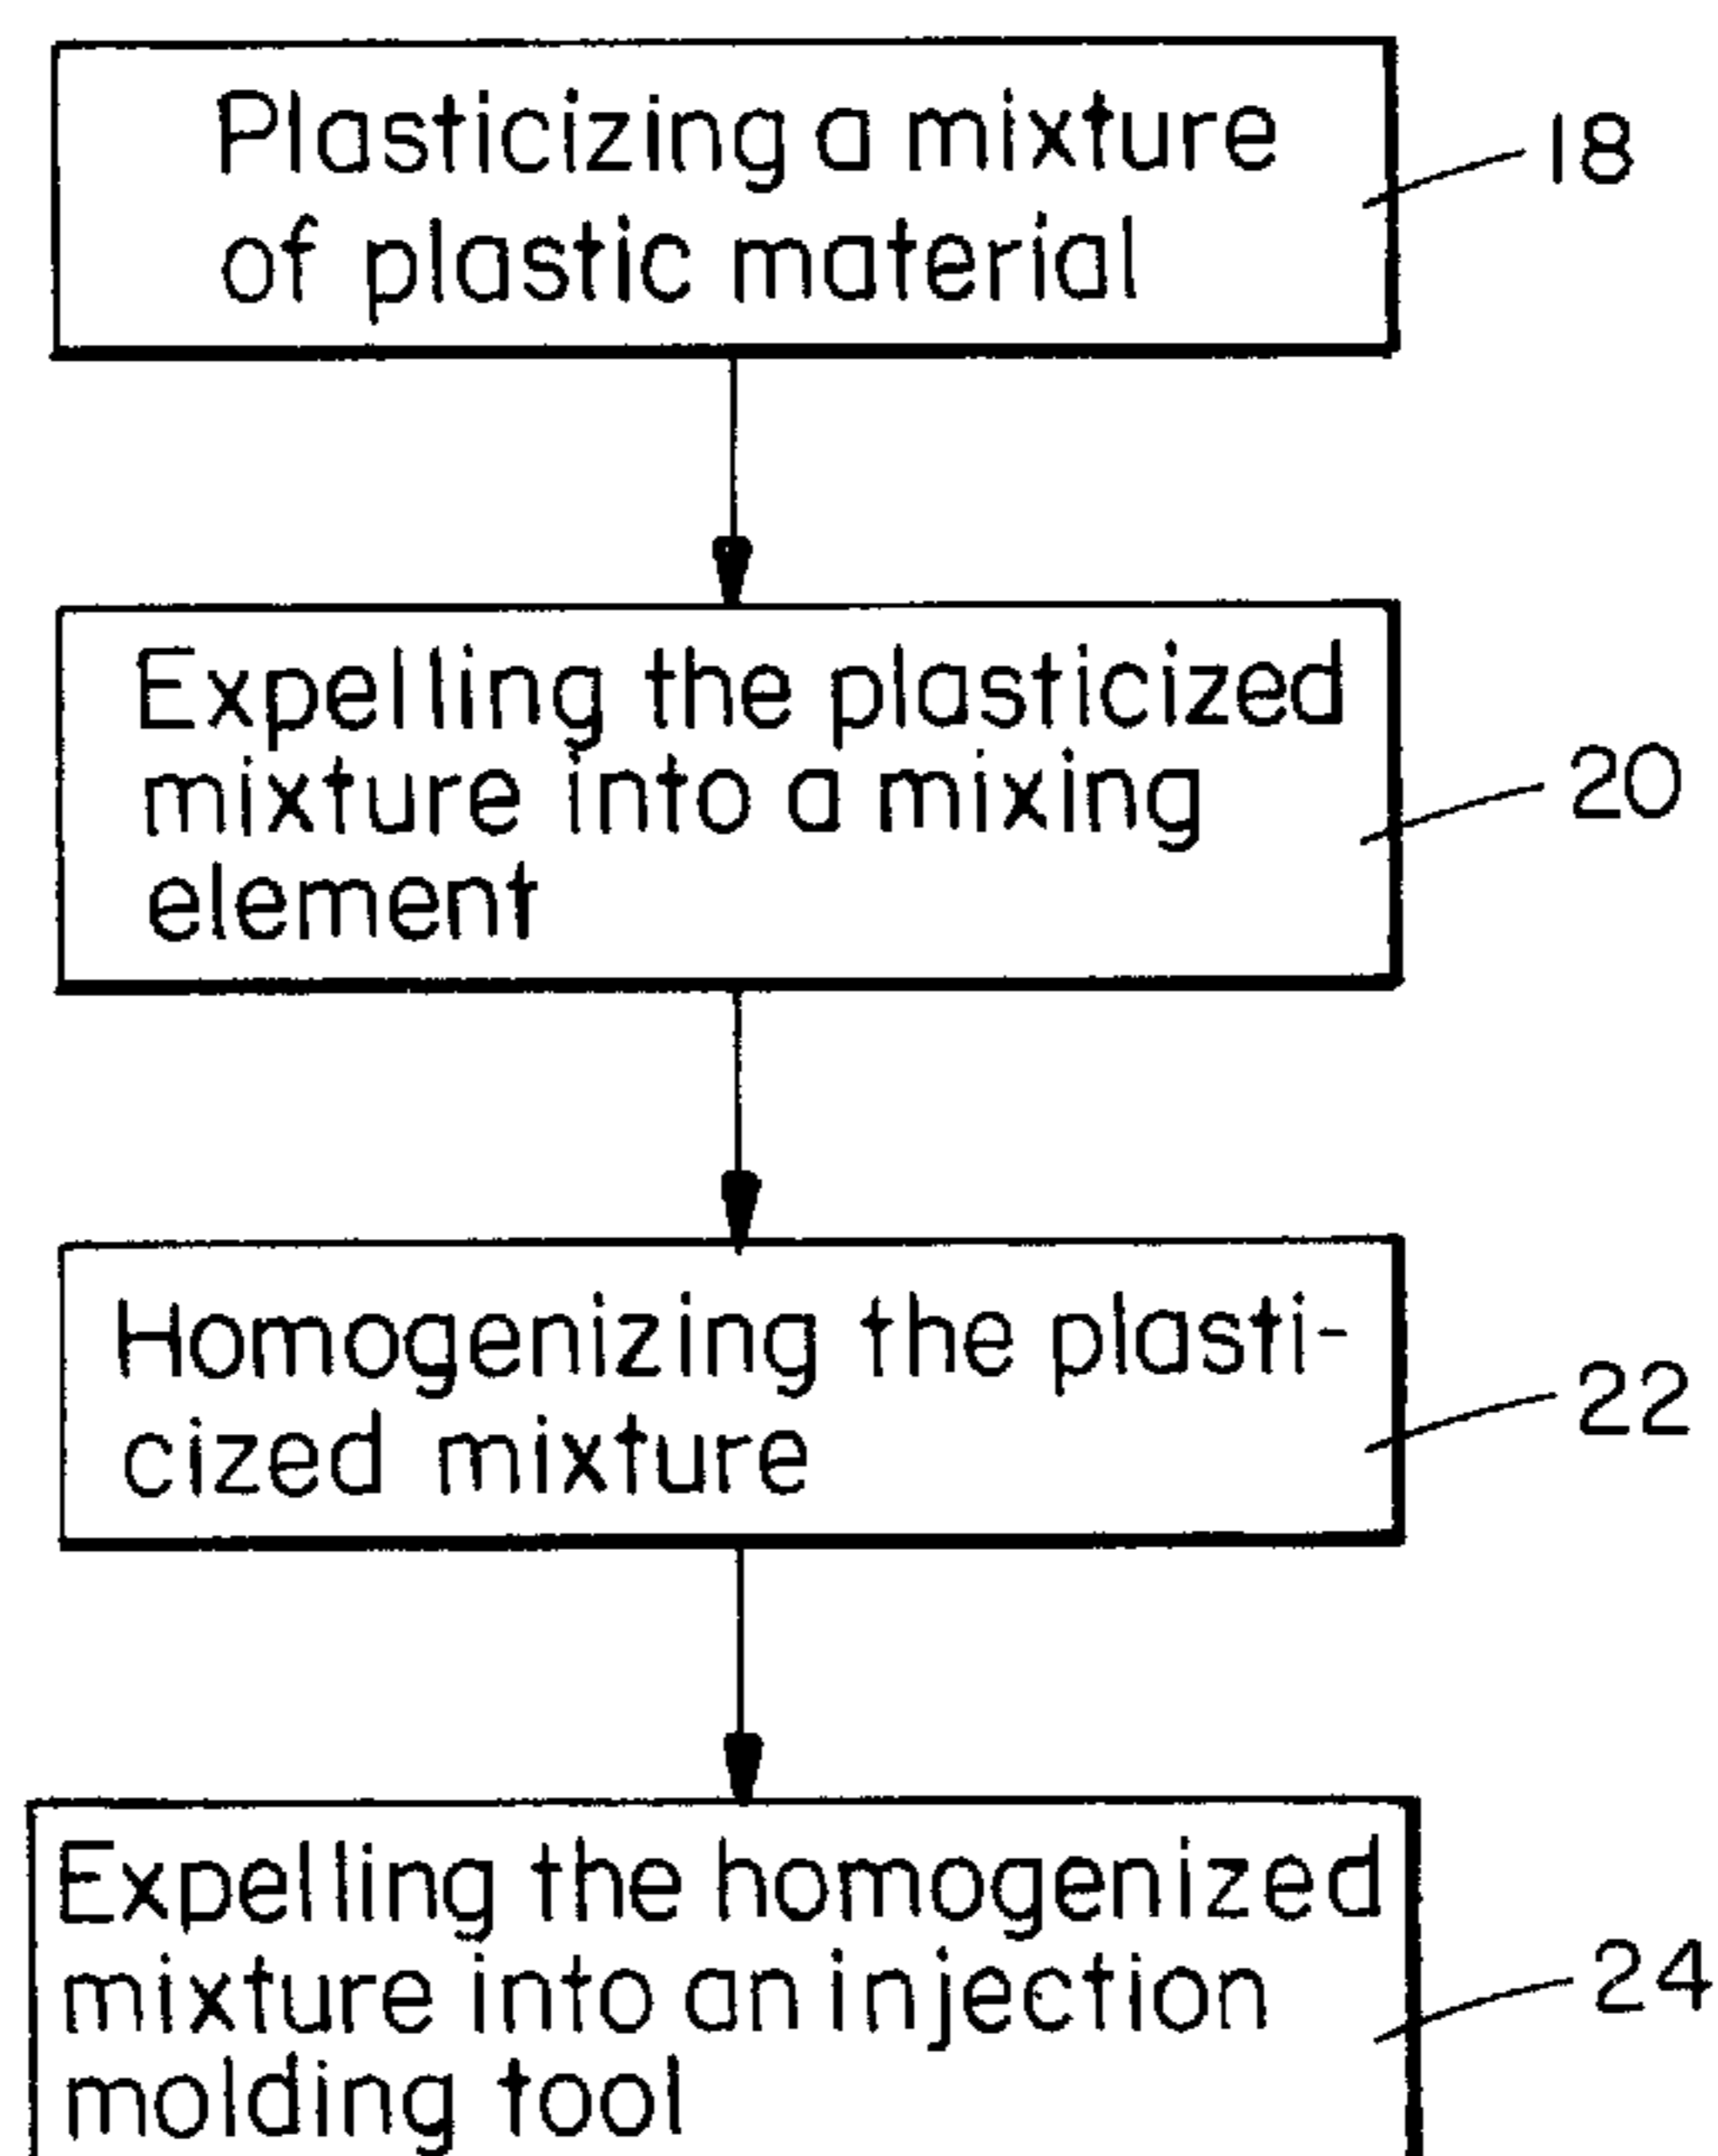 Plasticizing a mixture
of plastic material
18
Expelling the plasticized
mixture into a mixing
element
20
Homogenizing the plasti-
cized mixture
22
Expelling the homogenized
mixture into an injection
molding tool
24